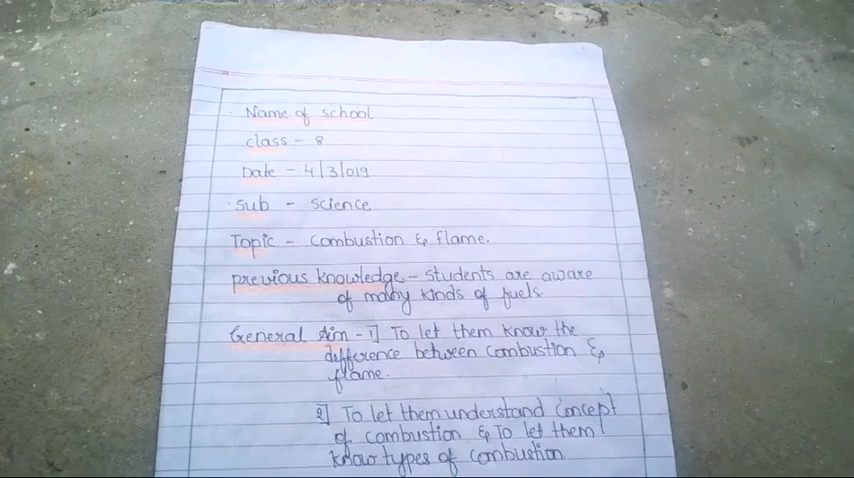 Name of school
class - 8
Date - 4/3/019
sub - science
Topic - combustion & flame.
previous knowledge - students are aware
of many kinds of fuels.
General Aim - 1] To let them know the
difference between combustion &
flame.
2] To let them understand concept
of combustion & To let them
know types of combustion